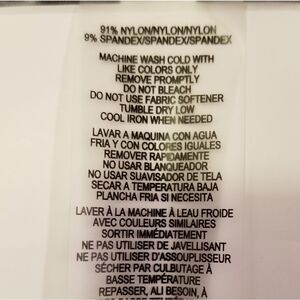 91% NYLON/NYLON/NYLON
9% SPANDEX/SPANDEX/SPANDEX
MACHINE WASH COLD WITH
LIKE COLORS ONLY
REMOVE PROMPTLY
DO NOT BLEACH
DO NOT USE FABRIC SOFTENER
TUMBLE DRY LOW
COOL IRON WHEN NEEDED
LAVAR A MAQUINA CON AGUA
FRIA Y CON COLORES IGUALES
REMOVER RAPIDAMENTE
NO USAR BLANQUEADOR
NO USAR SUAVISADOR DE TELA
SECAR A TEMPERATURA BAJA
PLANCHA FRIA SI NECESITA
LAVER À LA MACHINE À LEAU FROIDE
AVEC COULEURS SIMILAIRES
SORTIR IMMÉDIATEMENT
NE PAS UTILISER DE JAVELLISANT
NE PAS UTILISER D'ASSOUPLISSEUR
SÉCHER PAR CULBUTAGE À
BASSE TEMPÉRATURE
REPASSER, ALI BESOIN, À